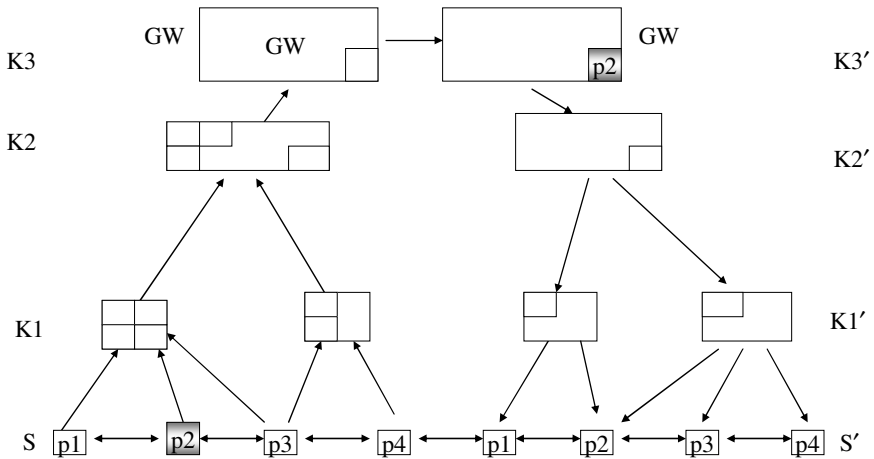 GW GW GW
K3 p2 K3′
K2 K2′
K1 K1′
S p1 p2 p3 p4 p1 p2 p3 p4 S′